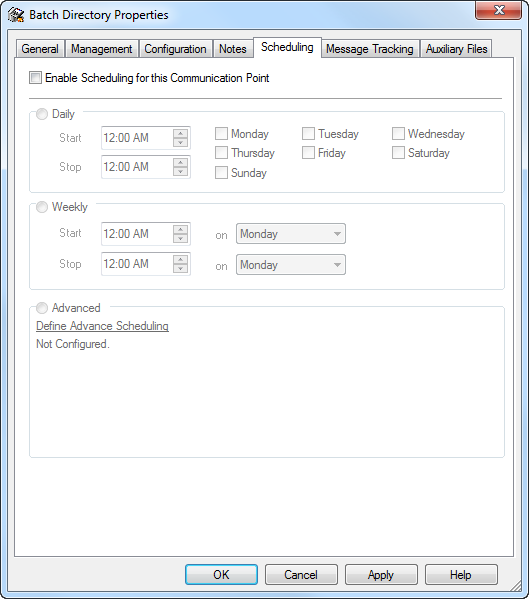 Batch Directory Properties
General Management Configuration Notes Scheduling Message Tracking Auxiliary Files
Enable Scheduling for this Communication Point
Daily
Start 12:00 AM Monday Tuesday Wednesday
Thursday Friday Saturday
Stop 12:00 AM
Sunday
Weekly
Start 12:00 AM on Monday
Stop 12:00 AM on Monday
Advanced
Define Advance Scheduling
Not Configured.
OK Cancel Apply Help